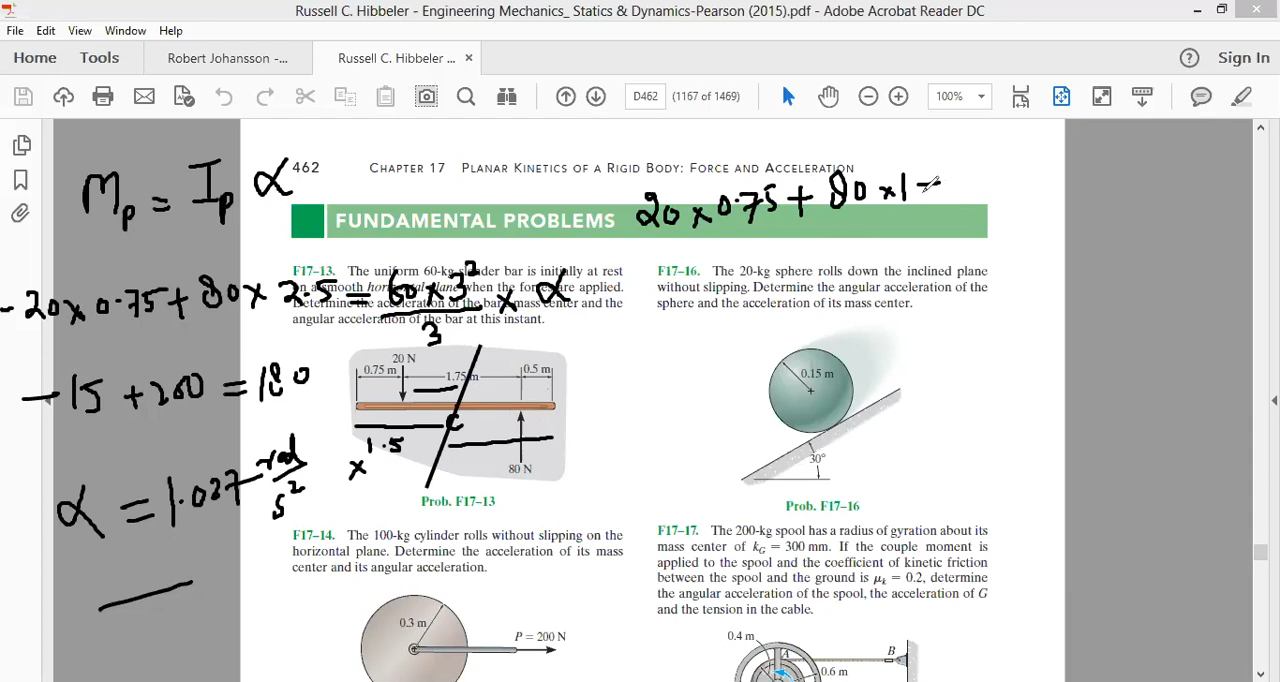 Russell C. Hibbeler - Engineering Mechanics_ Statics & Dynamics-Pearson (2015).pdf - Adobe Acrobat Reader DC
File Edit View Window Help
Home Tools Robert Johansson -... Russell C. Hibbeler ... × ? Sign In
D462 (1167 of 1469) 100%
462 CHAPTER 17 PLANAR KINETICS OF A RIGID BODY: FORCE AND ACCELERATION
Mp = Ip α
20 × 0.75 + 80 × 1 -
FUNDAMENTAL PROBLEMS
F17–13. The uniform 60-kg slender bar is initially at rest
on a smooth horizontal plane when the forces are applied.
Determine the acceleration of the bar's mass center and the
angular acceleration of the bar at this instant.
- 20 × 0.75 + 80 × 2.5 = 60 × 3² / 3 × α
- 15 + 200 = 180
α = 1.027 rad/s²
20 N
0.75 m 1.75 m 0.5 m
C
× 1.5
80 N
Prob. F17–13
F17–14. The 100-kg cylinder rolls without slipping on the
horizontal plane. Determine the acceleration of its mass
center and its angular acceleration.
0.3 m
P = 200 N
F17–16. The 20-kg sphere rolls down the inclined plane
without slipping. Determine the angular acceleration of the
sphere and the acceleration of its mass center.
0.15 m
30°
Prob. F17–16
F17–17. The 200-kg spool has a radius of gyration about its
mass center of kG = 300 mm. If the couple moment is
applied to the spool and the coefficient of kinetic friction
between the spool and the ground is μk = 0.2, determine
the angular acceleration of the spool, the acceleration of G
and the tension in the cable.
0.4 m
A
B
0.6 m